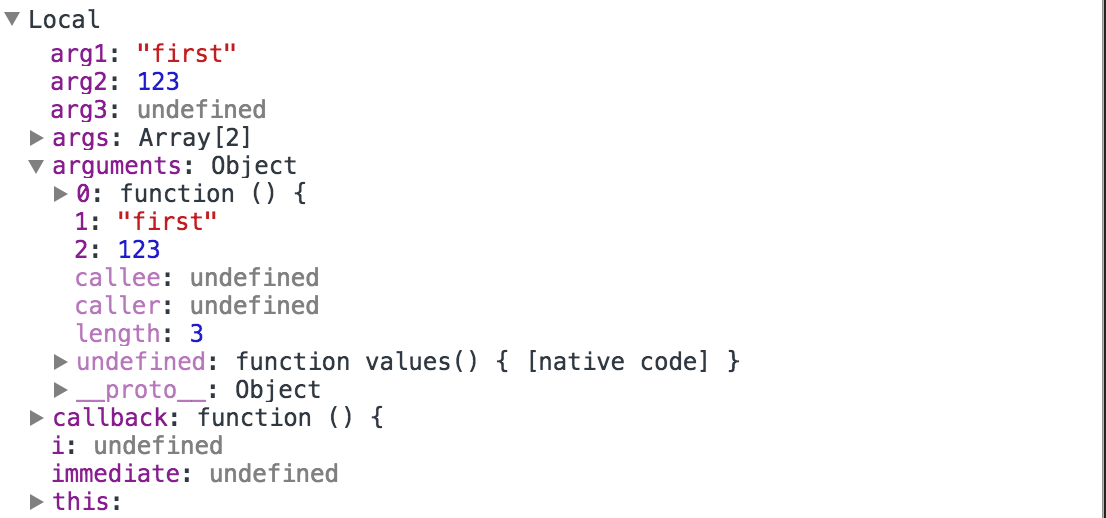 Local
arg1: "first"
arg2: 123
arg3: undefined
args: Array[2]
arguments: Object
0: function () {
1: "first"
2: 123
callee: undefined
caller: undefined
length: 3
undefined: function values() { [native code] }
__proto__: Object
callback: function () {
i: undefined
immediate: undefined
this: